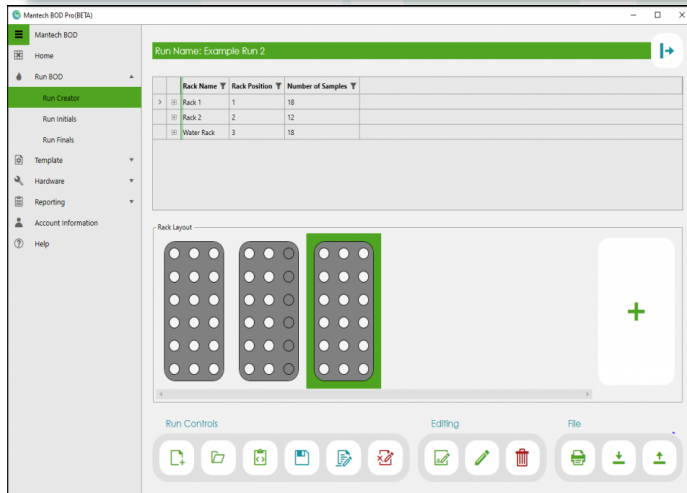 Mantech BOD Pro(BETA)
Mantech BOD
Home
Run BOD
Run Creator
Run Initials
Run Finals
Template
Hardware
Reporting
Account Information
Help
Run Name: Example Run 2
Rack Name Rack Position Number of Samples
Rack 1 1 18
Rack 2 2 12
Water Rack 3 18
Rack Layout
Run Controls
Editing
File